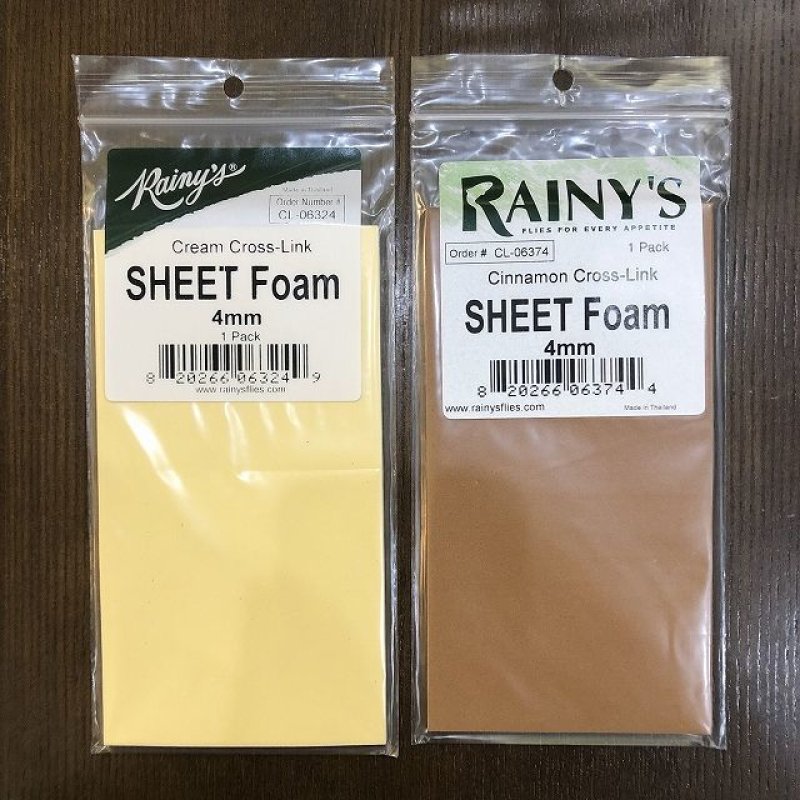 Rainy's®
Made in Thailand
Order Number #
CL-06324
Cream Cross-Link
SHEET Foam
4mm
1 Pack
8 20266 06324 9
www.rainysflies.com
RAINY'S
FLIES FOR EVERY APPETITE
Order # CL-06374
1 Pack
Cinnamon Cross-Link
SHEET Foam
4mm
8 20266 06374 4
www.rainysflies.com
Made in Thailand